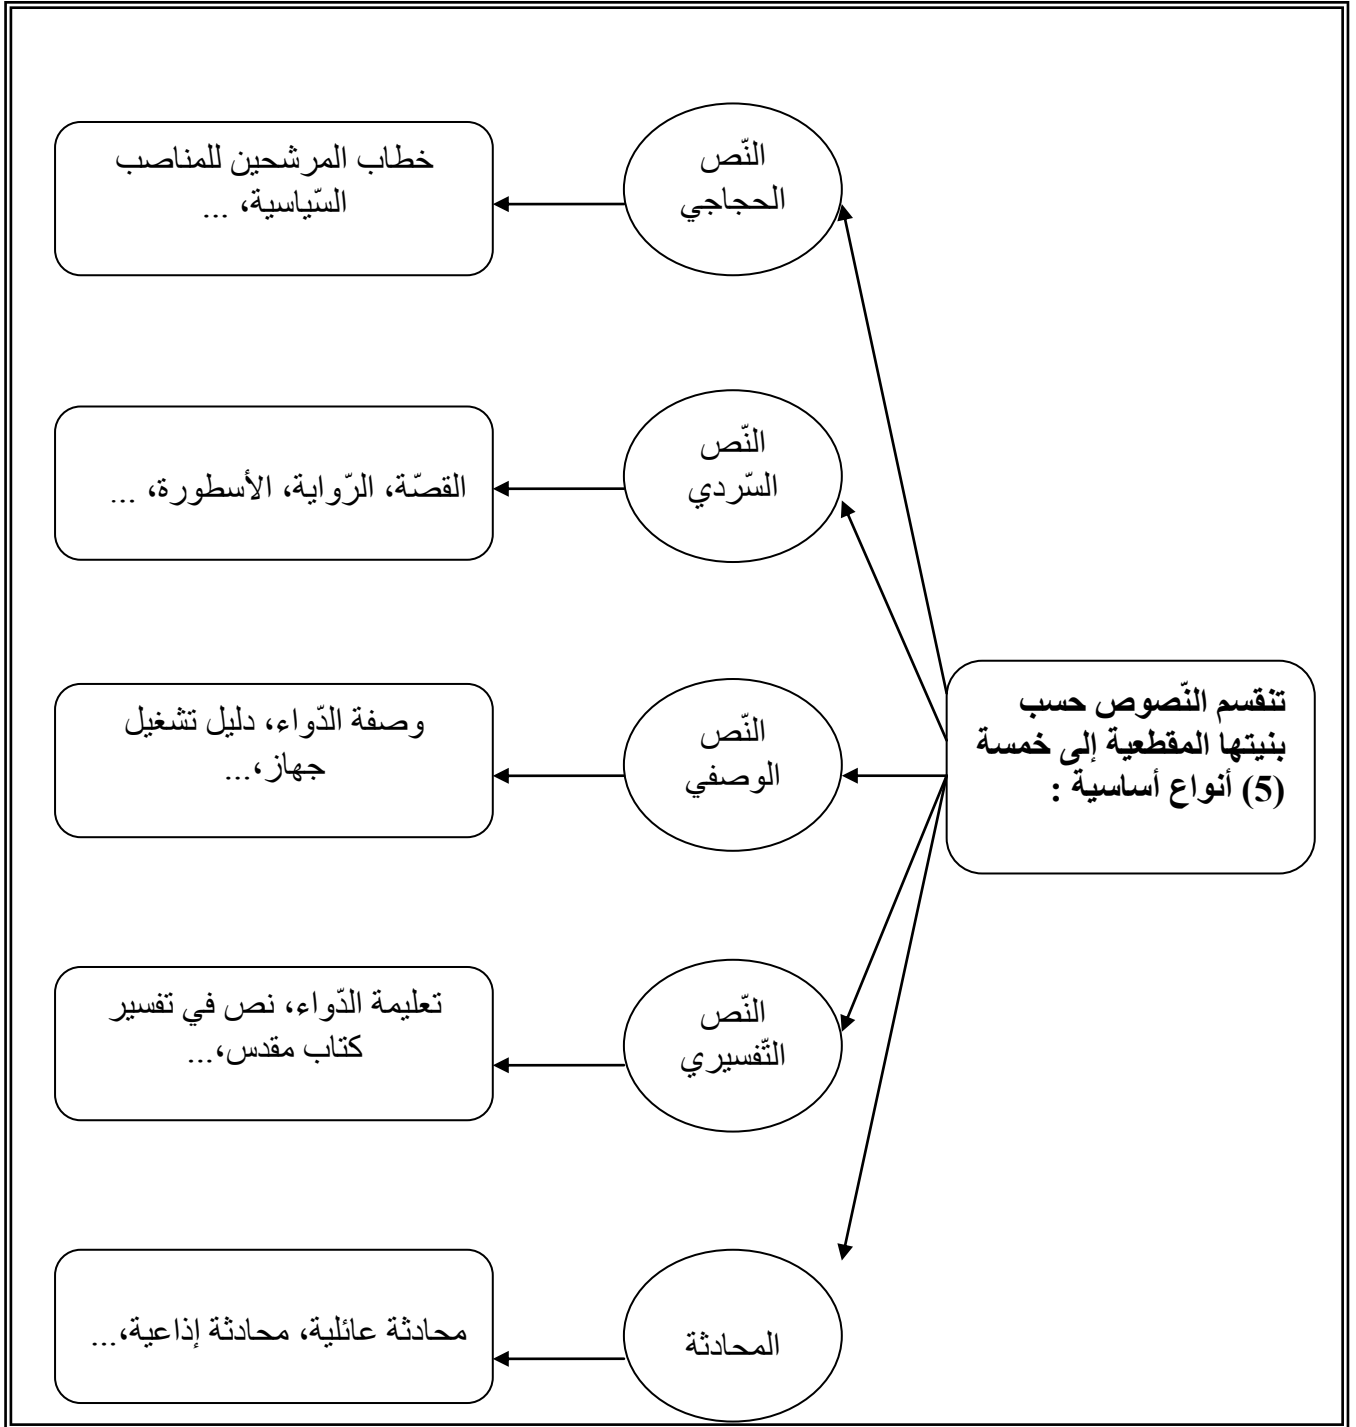 تنقسم النّصوص حسب
بنيتها المقطعية إلى خمسة
(5) أنواع أساسية :
النّص
الحجاجي
خطاب المرشحين للمناصب
السّياسية، ...
النّص
السّردي
القصّة، الرّواية، الأسطورة، ...
النّص
الوصفي
وصفة الدّواء، دليل تشغيل
جهاز،...
النّص
التّفسيري
تعليمة الدّواء، نص في تفسير
كتاب مقدس،...
المحادثة
محادثة عائلية، محادثة إذاعية،...